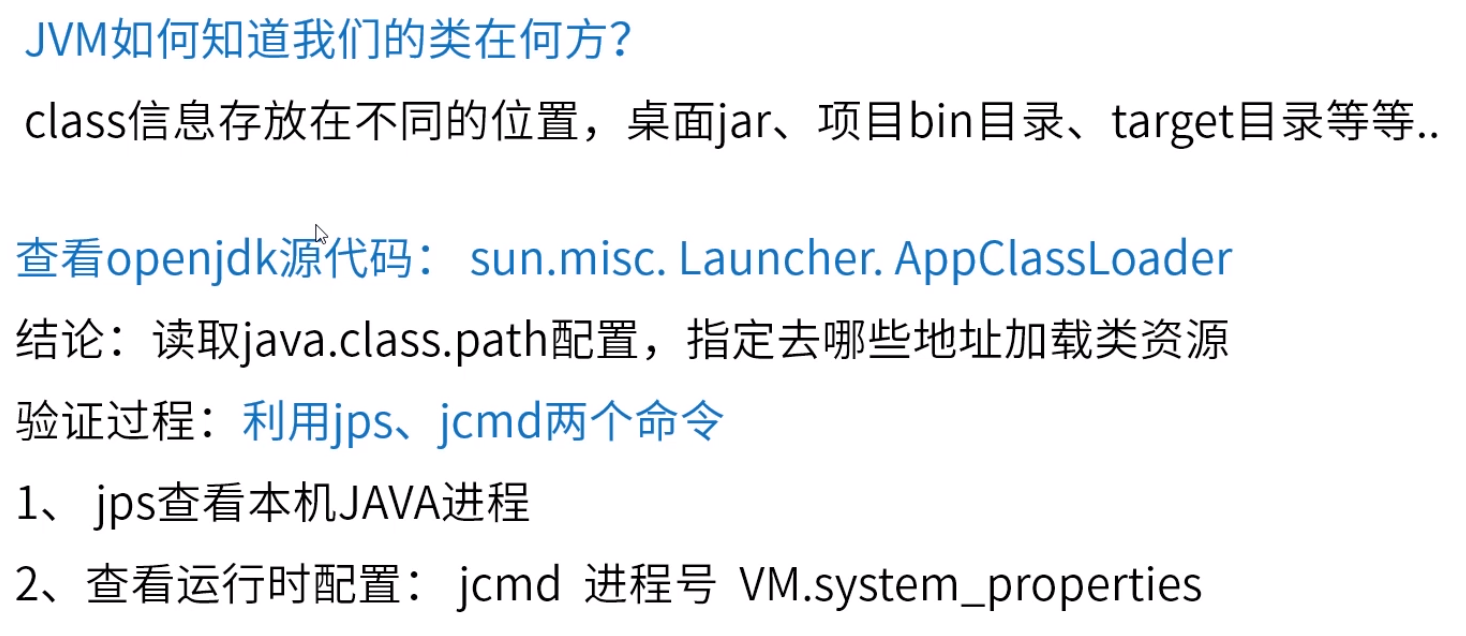 JVM如何知道我们的类在何方？
class信息存放在不同的位置，桌面jar、项目bin目录、target目录等等..
查看openjdk源代码： sun.misc. Launcher. AppClassLoader
结论：读取java.class.path配置，指定去哪些地址加载类资源
验证过程：利用jps、jcmd两个命令
1、 jps查看本机JAVA进程
2、查看运行时配置： jcmd 进程号 VM.system_properties